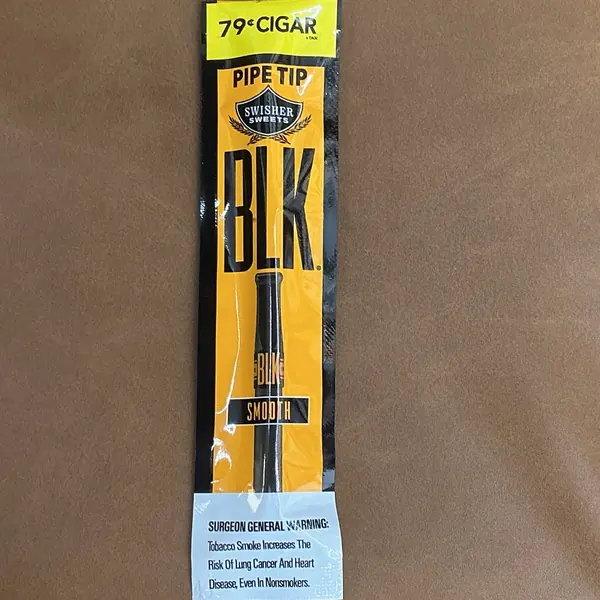 79¢ CIGAR
+ TAX
PIPE TIP
SWISHER
SWEETS
BLK.
BLK
SMOOTH
SURGEON GENERAL WARNING:
Tobacco Smoke Increases The
Risk Of Lung Cancer And Heart
Disease, Even In Nonsmokers.